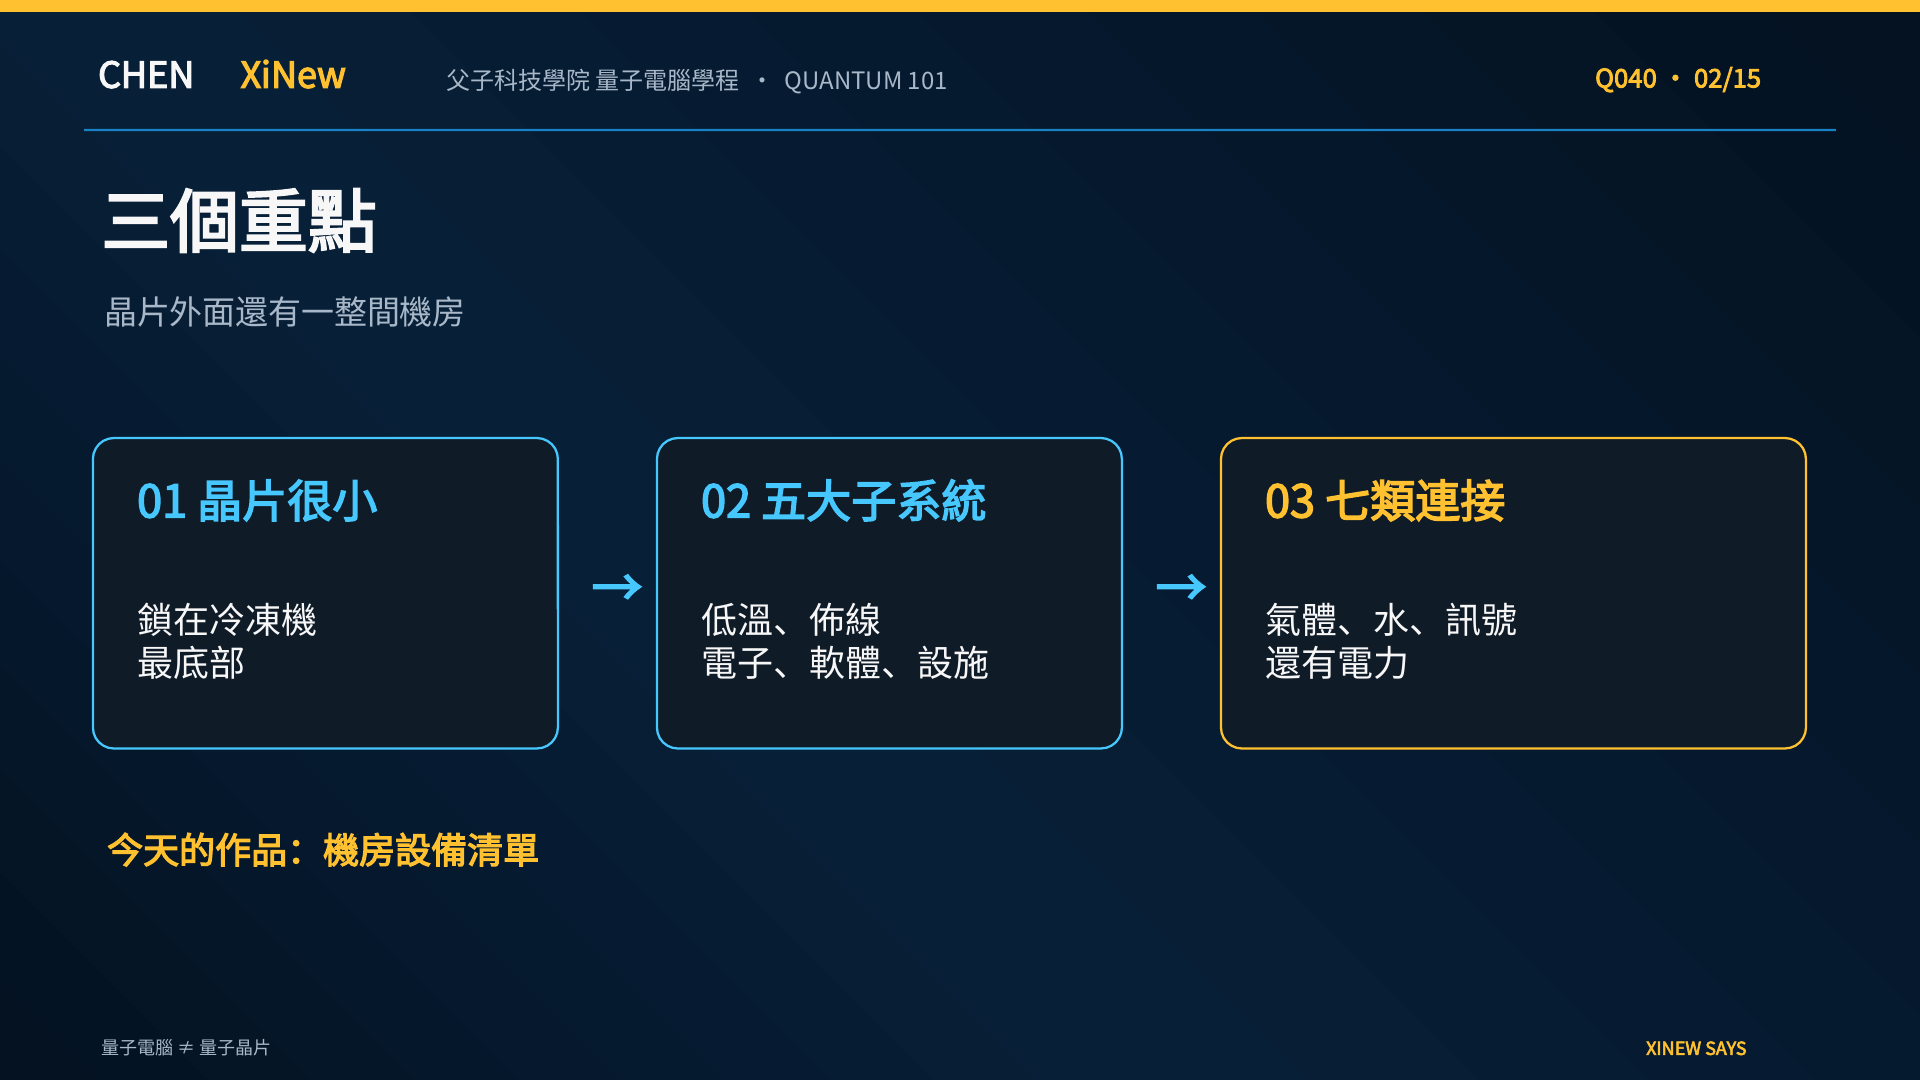 CHEN XiNew 父子科技學院 量子電腦學程 • QUANTUM 101 Q040 • 02/15
三個重點
晶片外面還有一整間機房
01 晶片很小
鎖在冷凍機
最底部
→
02 五大子系統
低溫、佈線
電子、軟體、設施
→
03 七類連接
氣體、水、訊號
還有電力
今天的作品：機房設備清單
量子電腦 ≠ 量子晶片
XINEW SAYS